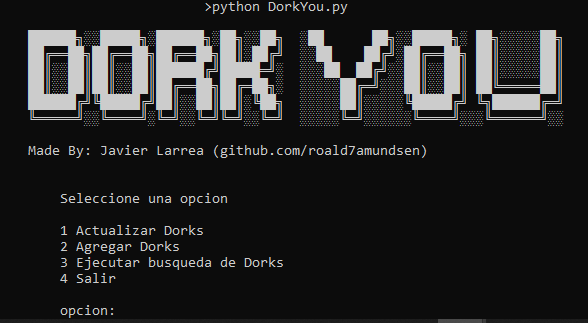 >python DorkYou.py
DORK YOU
Made By: Javier Larrea (github.com/roald7amundsen)
Seleccione una opcion
1 Actualizar Dorks
2 Agregar Dorks
3 Ejecutar busqueda de Dorks
4 Salir
opcion: